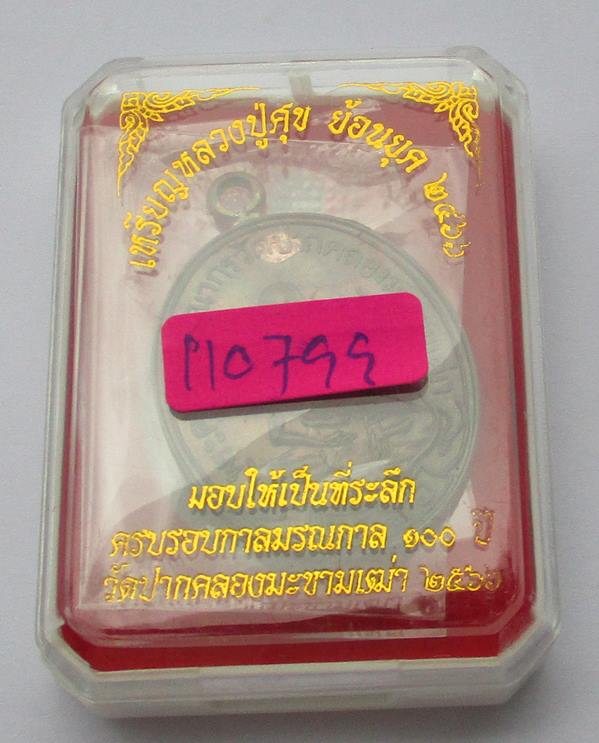 เหรียญหลวงปู่ศุข ย้อนยุค ๒๕๖๖
มอบให้เป็นที่ระลึก
ครบรอบกาลมรณกาล ๑๐๐ ปี
วัดปากคลองมะขามเฒ่า ๒๕๖๖